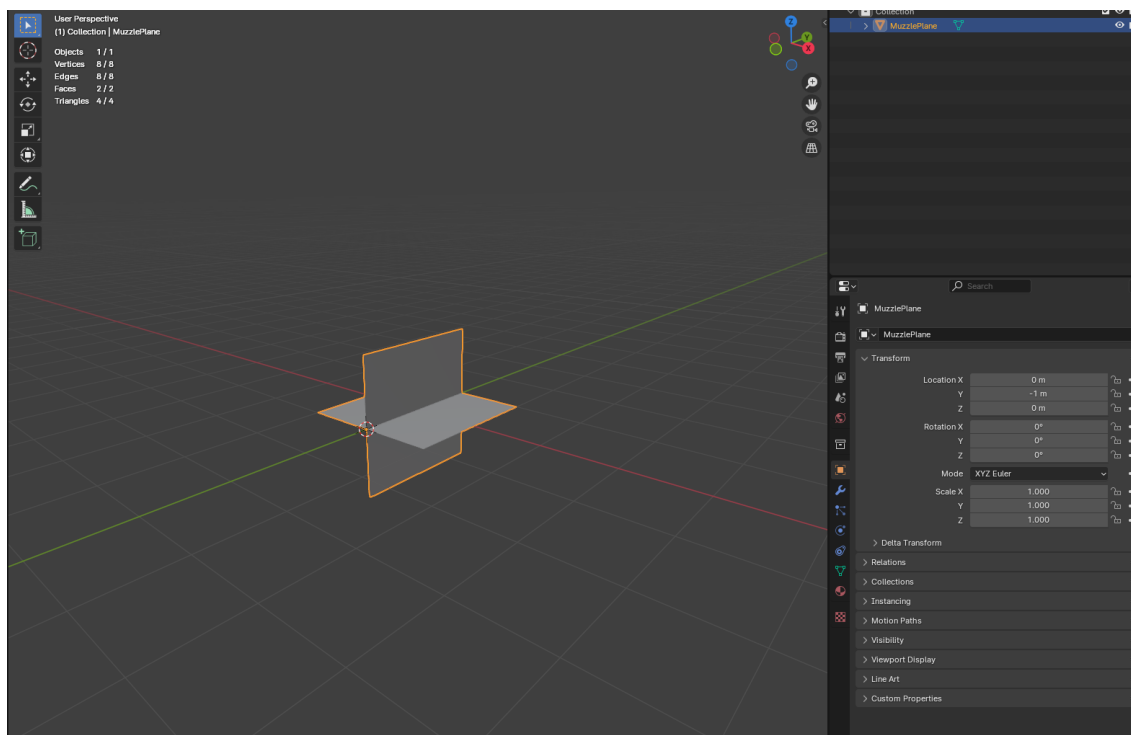 User Perspective
(1) Collection | MuzzlePlane
Objects 1 / 1
Vertices 8 / 8
Edges 8 / 8
Faces 2 / 2
Triangles 4 / 4
Z
Y
X
Collection
MuzzlePlane
Search
MuzzlePlane
MuzzlePlane
Transform
Location X 0 m
Y -1 m
Z 0 m
Rotation X 0°
Y 0°
Z 0°
Mode XYZ Euler
Scale X 1.000
Y 1.000
Z 1.000
Delta Transform
Relations
Collections
Instancing
Motion Paths
Visibility
Viewport Display
Line Art
Custom Properties